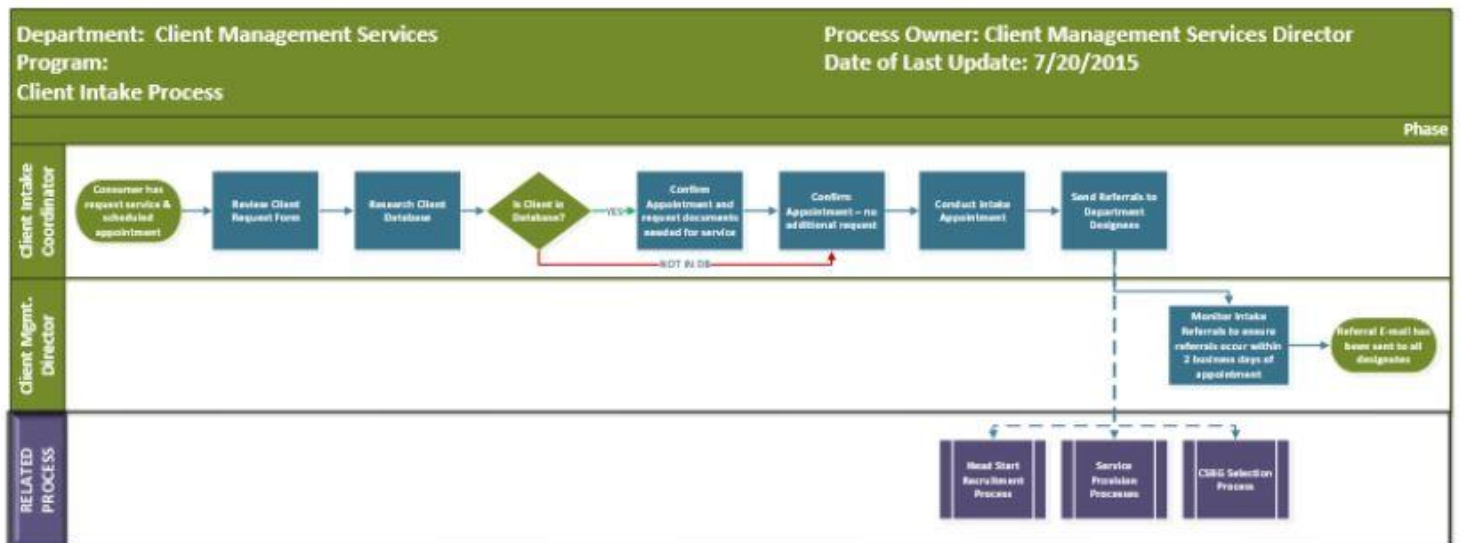 Department: Client Management Services
Program:
Client Intake Process
Process Owner: Client Management Services Director
Date of Last Update: 7/20/2015
Phase
Client Intake
Coordinator
Consumer has
request service &
scheduled
appointment
Review Client
Request Form
Research Client
Database
Is Client in
Database?
YES
NOT IN DB
Confirm
Appointment and
request documents
needed for service
Confirm
Appointment – no
additional request
Conduct Intake
Appointment
Send Referrals to
Department
Designees
Client Mgmt.
Director
Monitor Intake
Referrals to ensure
referrals occur within
2 business days of
appointment
Referral E-mail has
been sent to all
designates
RELATED
PROCESS
Head Start
Recruitment
Process
Service
Provision
Processes
CSBG Selection
Process